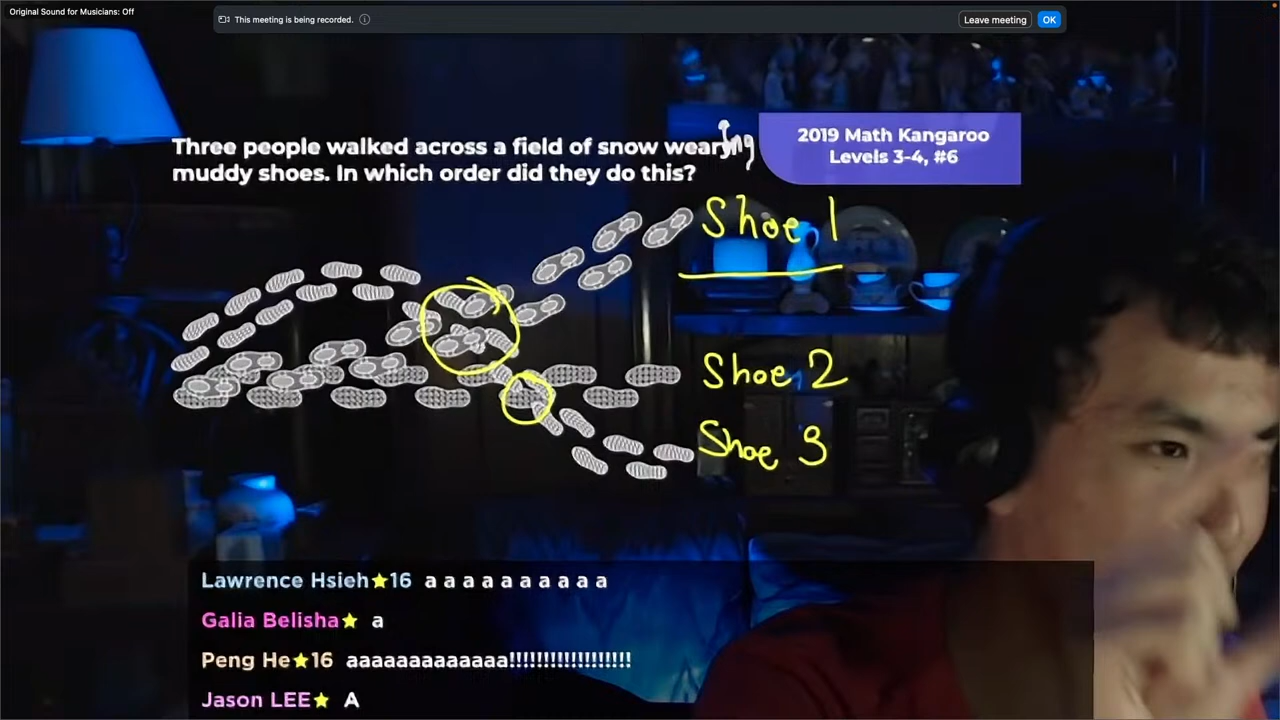 Original Sound for Musicians: Off
This meeting is being recorded.
Leave meeting
OK
Three people walked across a field of snow wearing
muddy shoes. In which order did they do this?
2019 Math Kangaroo
Levels 3-4, #6
Shoe 1
Shoe 2
Shoe 3
Lawrence Hsieh★16 a a a a a a a a a a
Galia Belisha★ a
Peng He★16 aaaaaaaaaaaaa!!!!!!!!!!!!!!!!!!
Jason LEE★ A